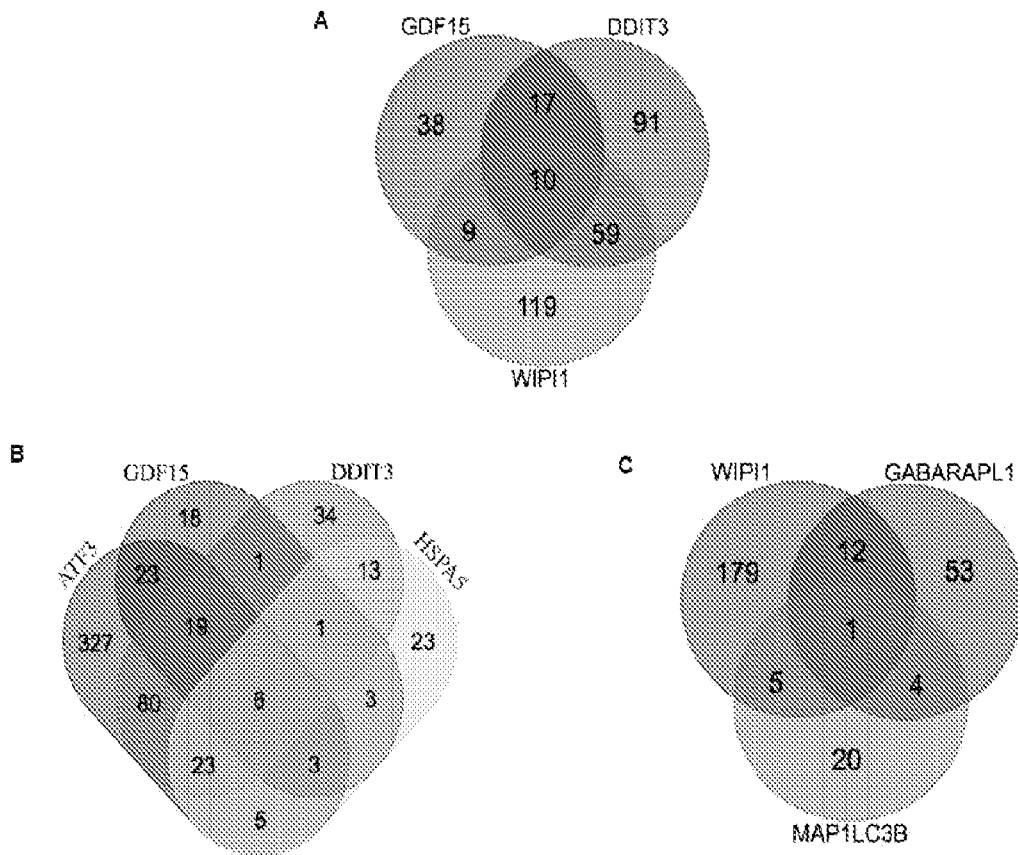 A
GDF15 DDIT3
17
38 91
10
9 59
119
WIPI1
B
GDF15 DDIT3
ATF3 HSPA5
18 34
23 1 13
19 1
327 23
80 6 3
23 3
5
C
WIPI1 GABARAPL1
12
179 53
1
5 4
20
MAP1LC3B